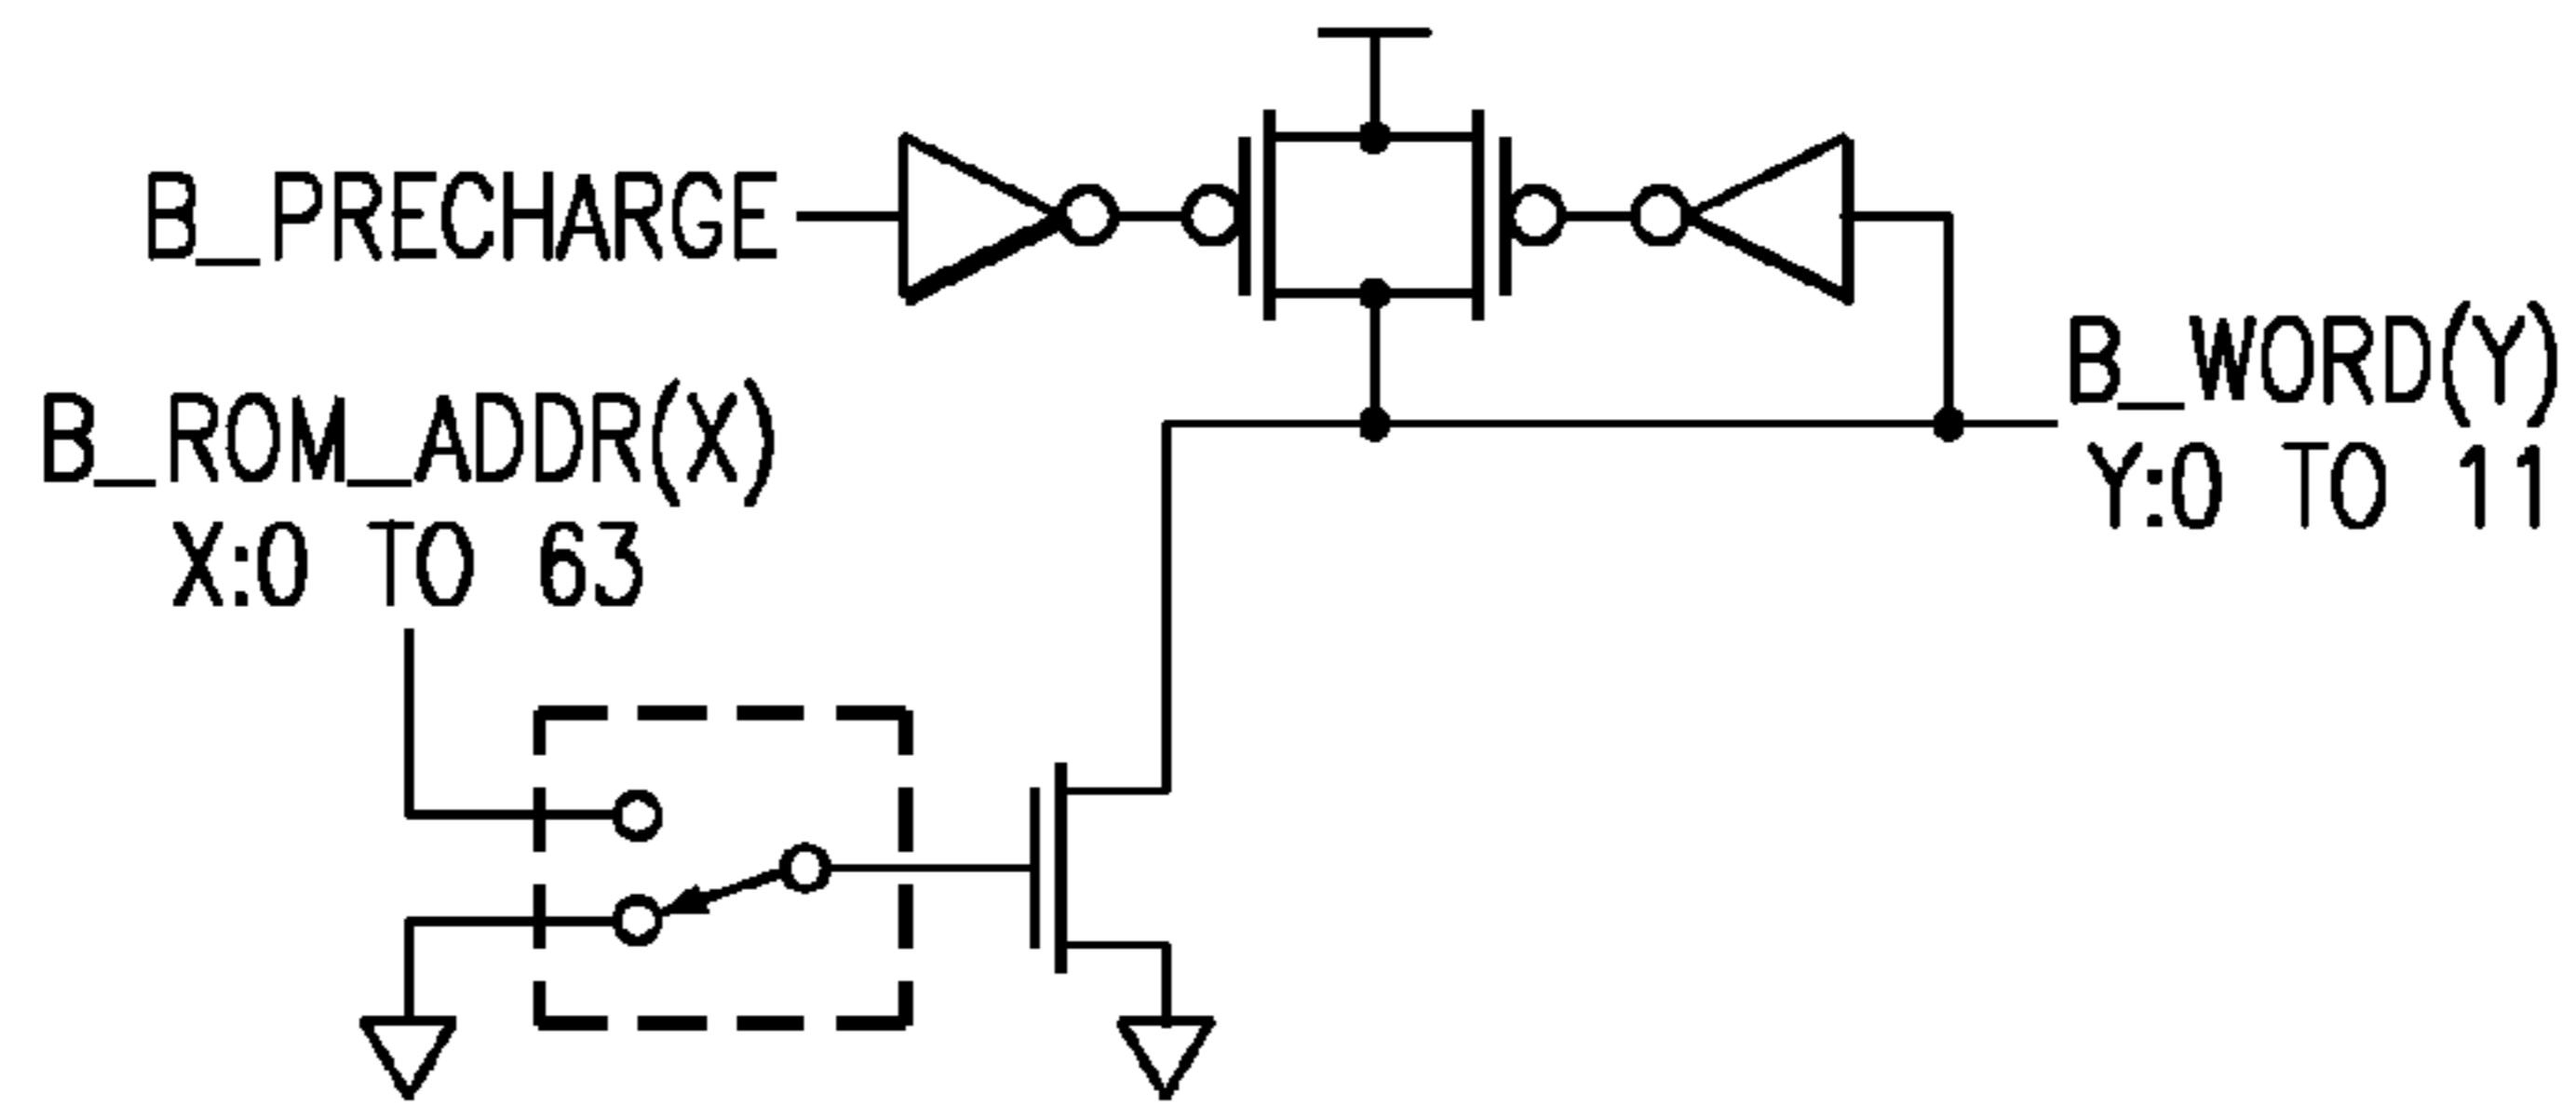 B_PRECHARGE
B_ROM_ADDR(X)
X:0 TO 63
B_WORD(Y)
Y:0 TO 11